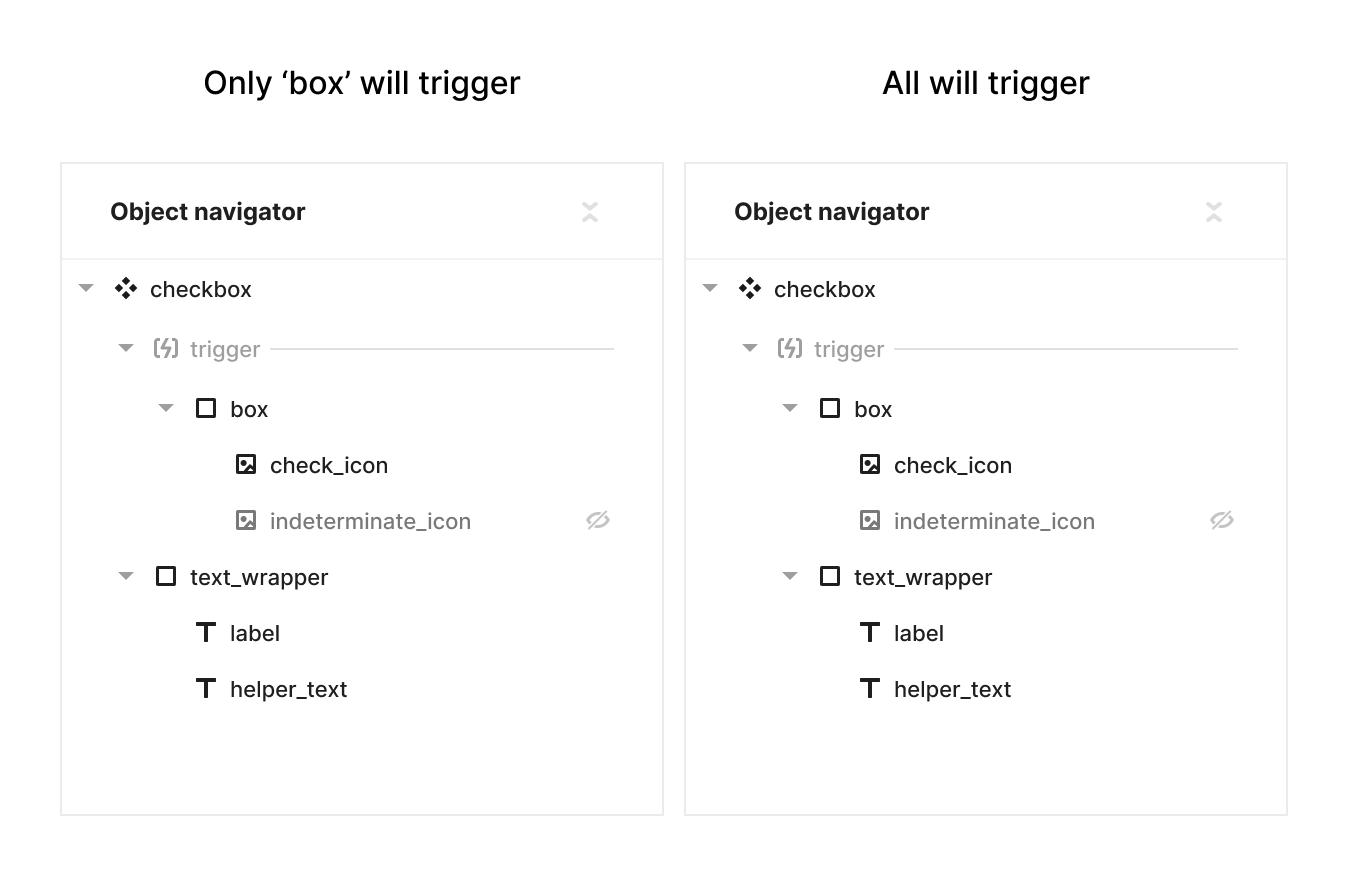 Only ‘box’ will trigger
Object navigator
checkbox
trigger
box
check_icon
indeterminate_icon
text_wrapper
label
helper_text
All will trigger
Object navigator
checkbox
trigger
box
check_icon
indeterminate_icon
text_wrapper
label
helper_text